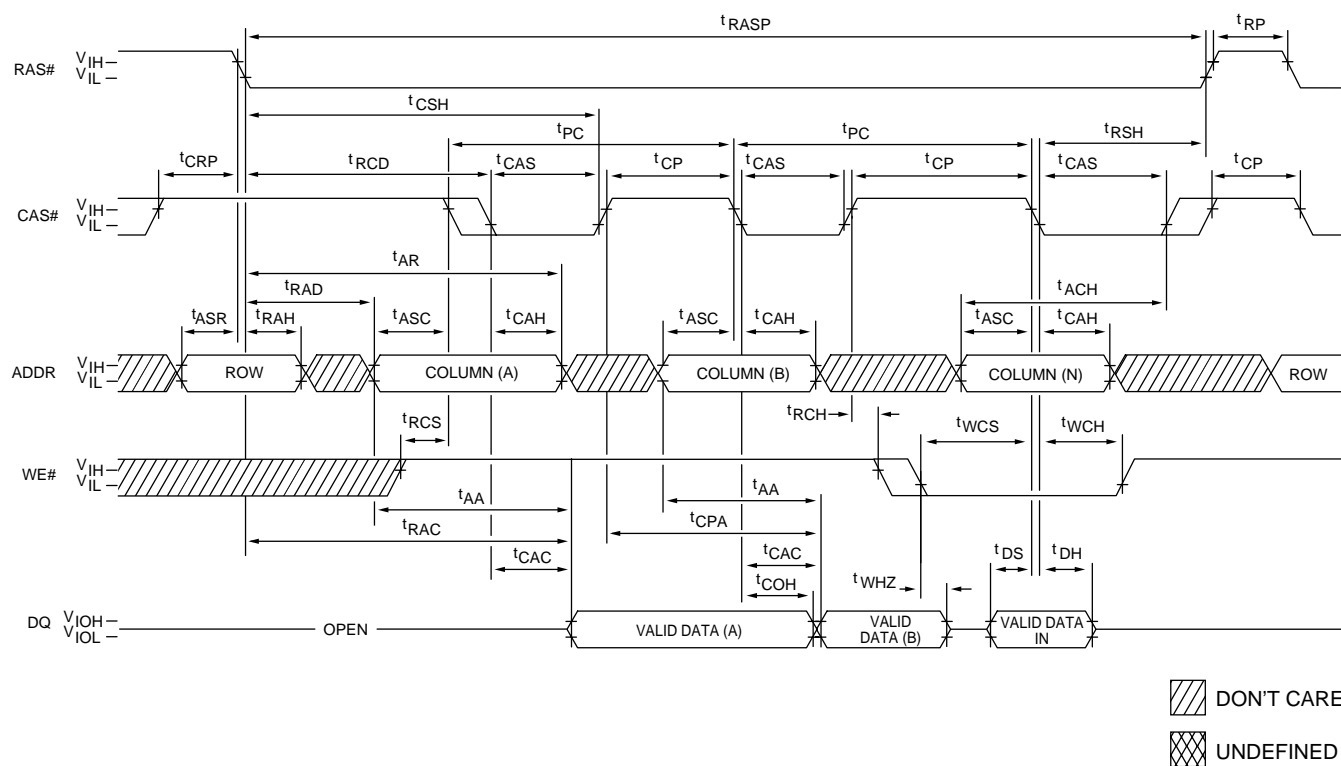 tRASP tRP
RAS# VIH
VIL
tCSH
tPC tPC tRSH
tCRP tRCD tCAS tCP tCAS tCP tCAS tCP
CAS# VIH
VIL
tAR
tRAD tACH
tASR tRAH tASC tCAH tASC tCAH tASC tCAH
ADDR VIH
VIL
ROW COLUMN (A) COLUMN (B) COLUMN (N) ROW
tRCS tRCH tWCS tWCH
WE# VIH
VIL
tAA tAA
tRAC tCPA
tCAC tCAC tDS tDH
tCOH tWHZ
DQ VIOH
VIOL
OPEN VALID DATA (A) VALID DATA (B) VALID DATA IN
DON'T CARE
UNDEFINED